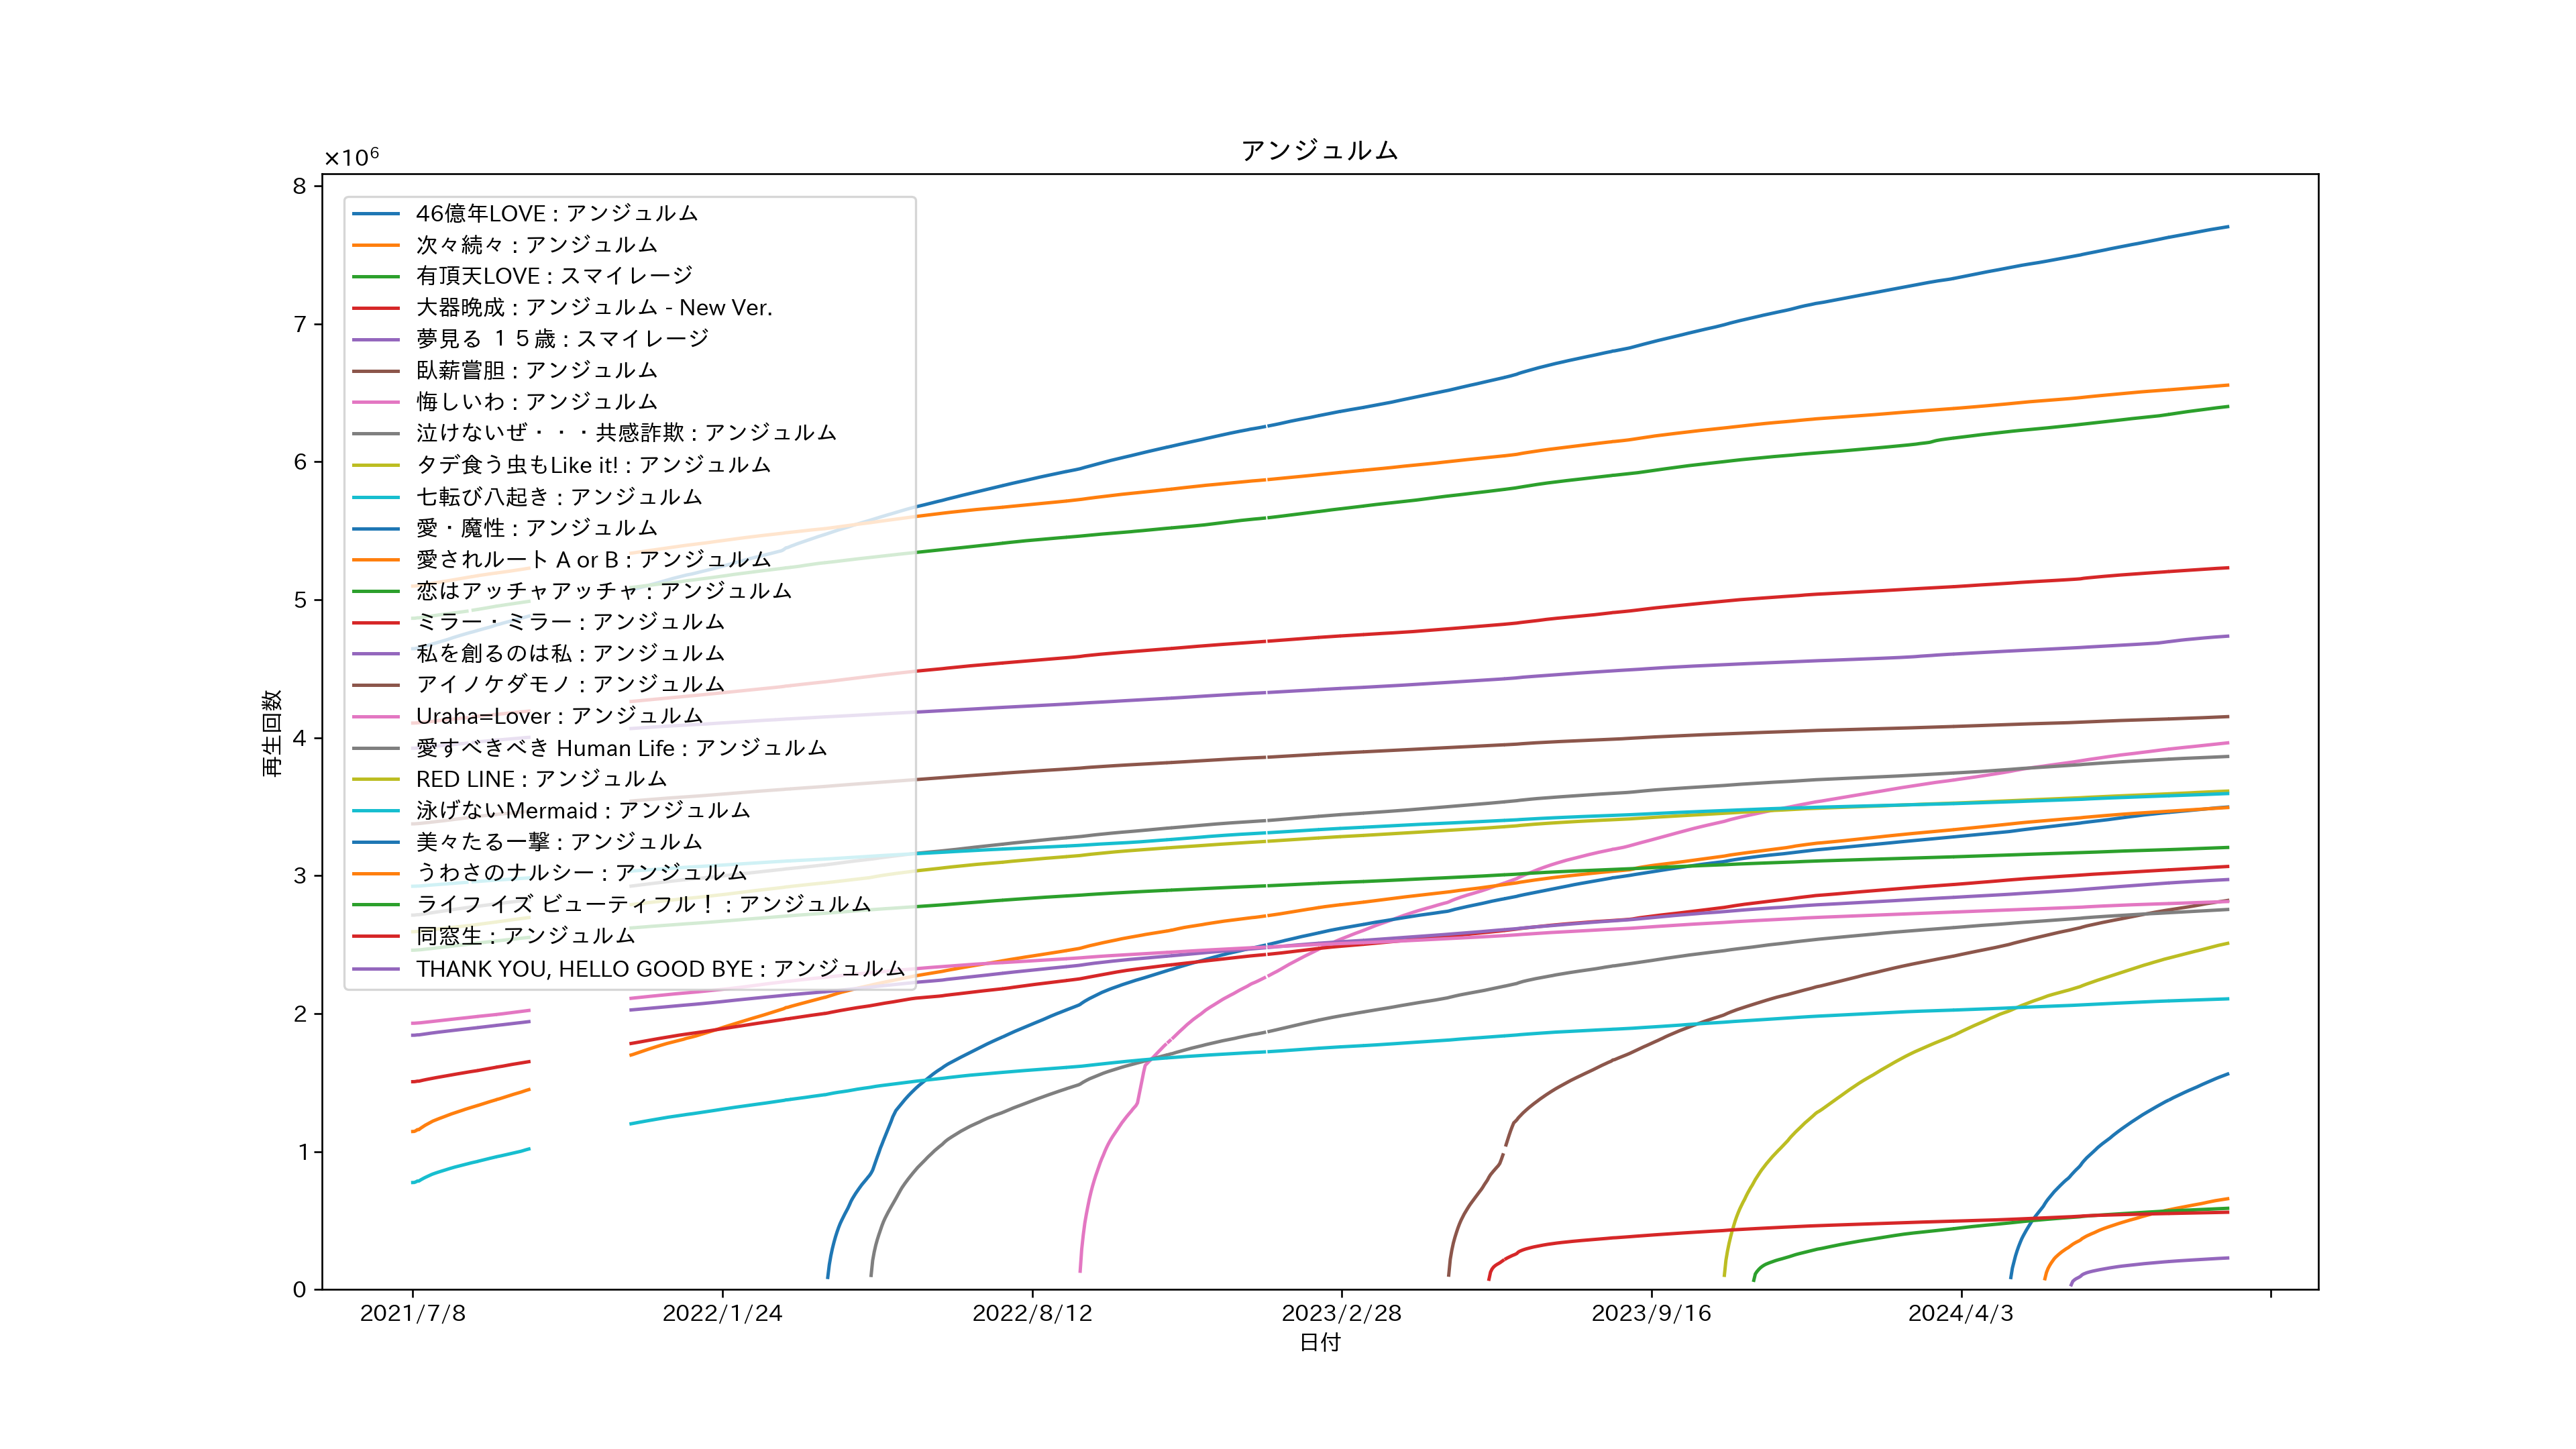 アンジュルム
×10⁶
8
7
6
5
4
3
2
1
0
再生回数
46億年LOVE : アンジュルム
次々続々 : アンジュルム
有頂天LOVE : スマイレージ
大器晩成 : アンジュルム - New Ver.
夢見る １５歳 : スマイレージ
臥薪嘗胆 : アンジュルム
悔しいわ : アンジュルム
泣けないぜ・・・共感詐欺 : アンジュルム
タデ食う虫もLike it! : アンジュルム
七転び八起き : アンジュルム
愛・魔性 : アンジュルム
愛されルート A or B : アンジュルム
恋はアッチャアッチャ : アンジュルム
ミラー・ミラー : アンジュルム
私を創るのは私 : アンジュルム
アイノケダモノ : アンジュルム
Uraha=Lover : アンジュルム
愛すべきべき Human Life : アンジュルム
RED LINE : アンジュルム
泳げないMermaid : アンジュルム
美々たる一撃 : アンジュルム
うわさのナルシー : アンジュルム
ライフ イズ ビューティフル！ : アンジュルム
同窓生 : アンジュルム
THANK YOU, HELLO GOOD BYE : アンジュルム
2021/7/8 2022/1/24 2022/8/12 2023/2/28 2023/9/16 2024/4/3
日付